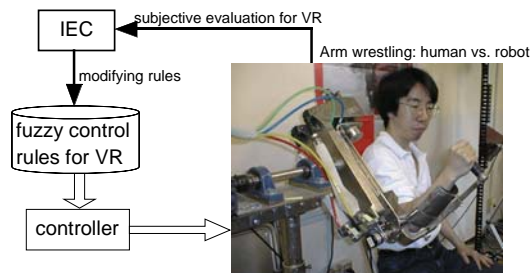 subjective evaluation for VR
IEC
Arm wrestling: human vs. robot
modifying rules
fuzzy control
rules for VR
controller